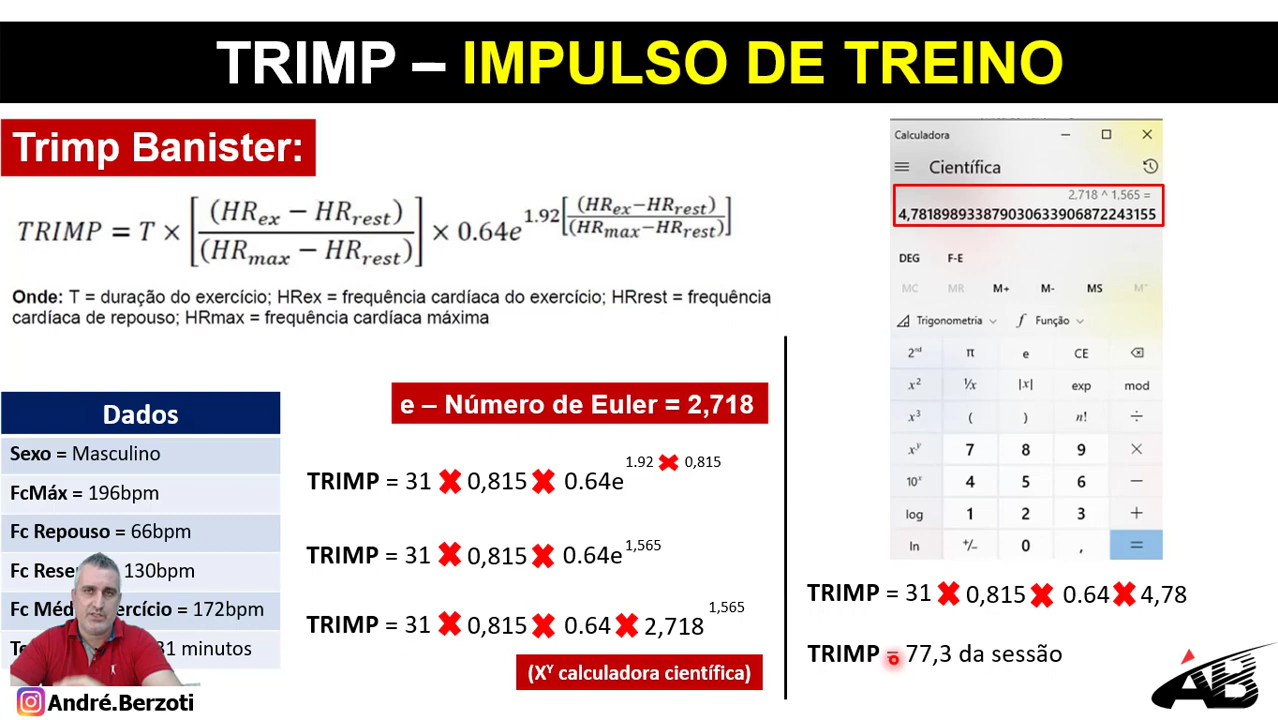 TRIMP – IMPULSO DE TREINO
Trimp Banister:
TRIMP = T × [(HRex − HRrest) / (HRmax − HRrest)] × 0.64e^1.92[(HRex−HRrest)/(HRmax−HRrest)]
Onde: T = duração do exercício; HRex = frequência cardíaca do exercício; HRrest = frequência
cardíaca de repouso; HRmax = frequência cardíaca máxima
Dados
Sexo = Masculino
FcMáx = 196bpm
Fc Repouso = 66bpm
Fc Rese 130bpm
Fc Méd ercício = 172bpm
31 minutos
André.Berzoti
e – Número de Euler = 2,718
TRIMP = 31 ✖ 0,815 ✖ 0.64e^1.92 ✖ 0,815
TRIMP = 31 ✖ 0,815 ✖ 0.64e^1,565
TRIMP = 31 ✖ 0,815 ✖ 0.64 ✖ 2,718^1,565
(X^Y calculadora científica)
Calculadora
Científica
2,718 ^ 1,565 =
4,781898933879030633906872243155
DEG F-E
MC MR M+ M- MS M˅
Trigonometria Função
2nd π e CE
x² ¹/x |x| exp mod
x³ ( ) n! ÷
x^y 7 8 9 ×
10^x 4 5 6 −
log 1 2 3 +
ln +/− 0 , =
TRIMP = 31 ✖ 0,815 ✖ 0.64 ✖ 4,78
TRIMP = 77,3 da sessão
AB